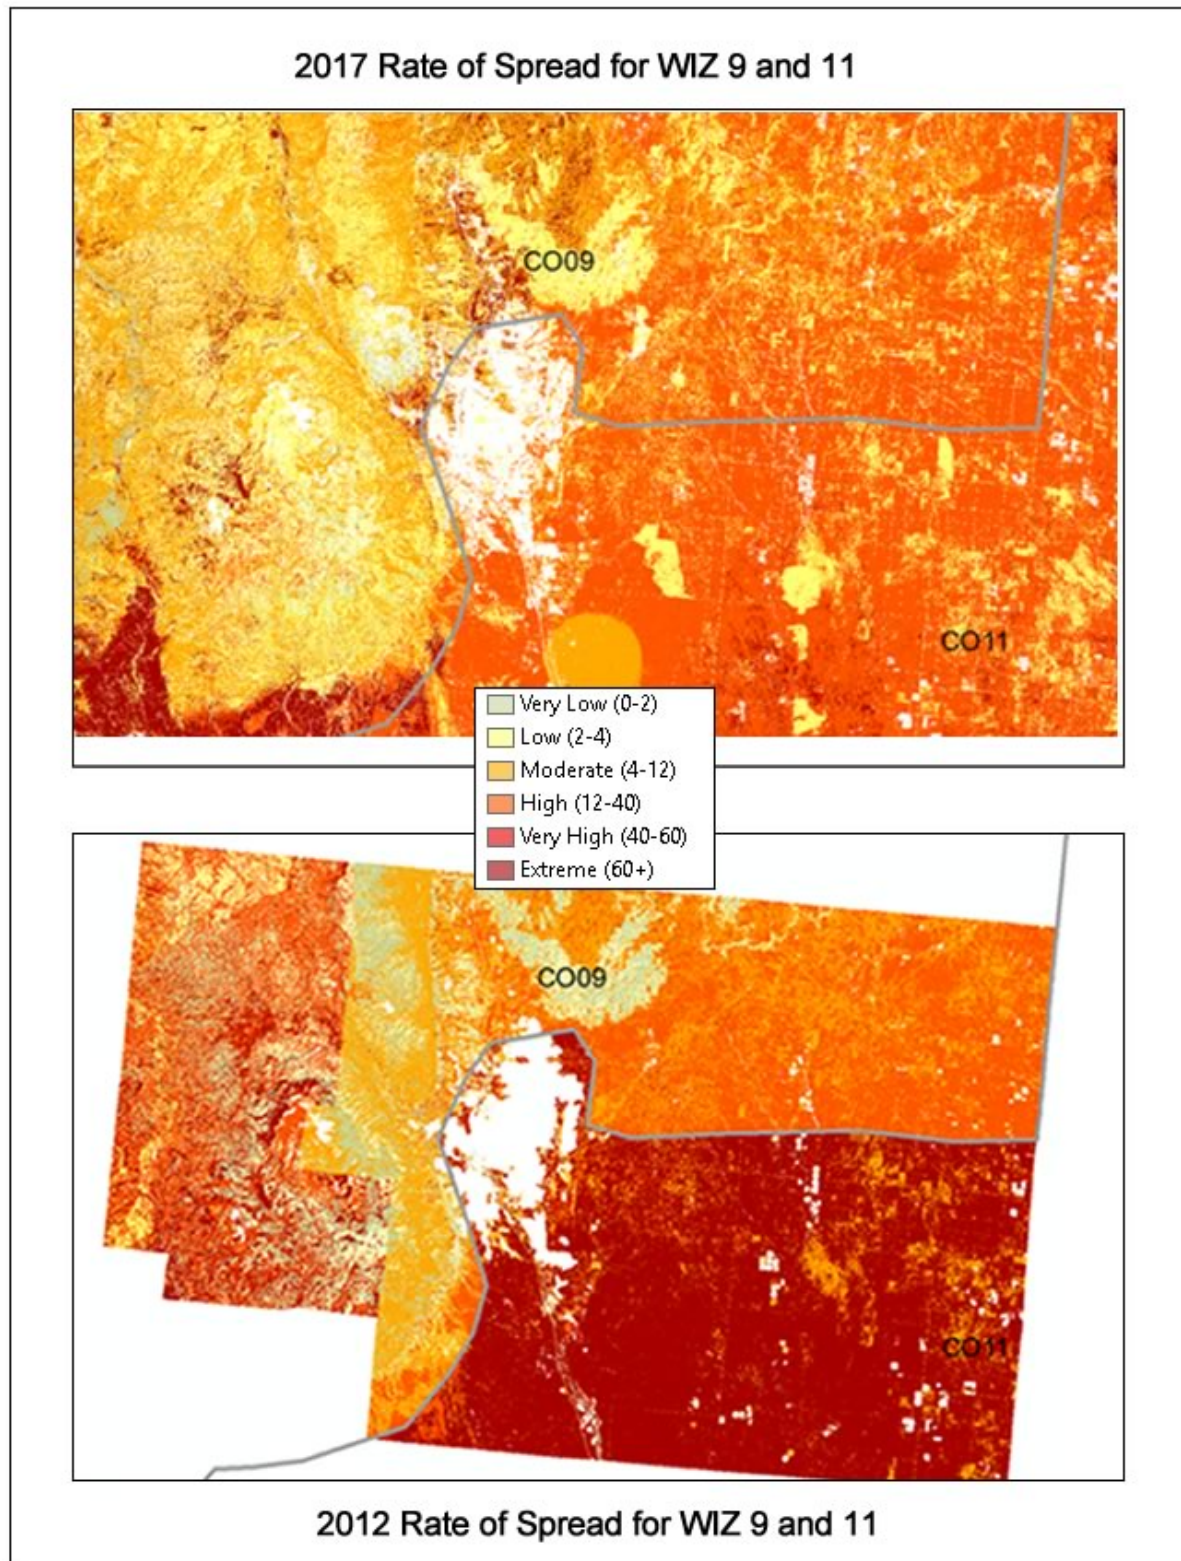 2017 Rate of Spread for WIZ 9 and 11
CO09
CO11
Very Low (0-2)
Low (2-4)
Moderate (4-12)
High (12-40)
Very High (40-60)
Extreme (60+)
CO09
CO11
2012 Rate of Spread for WIZ 9 and 11